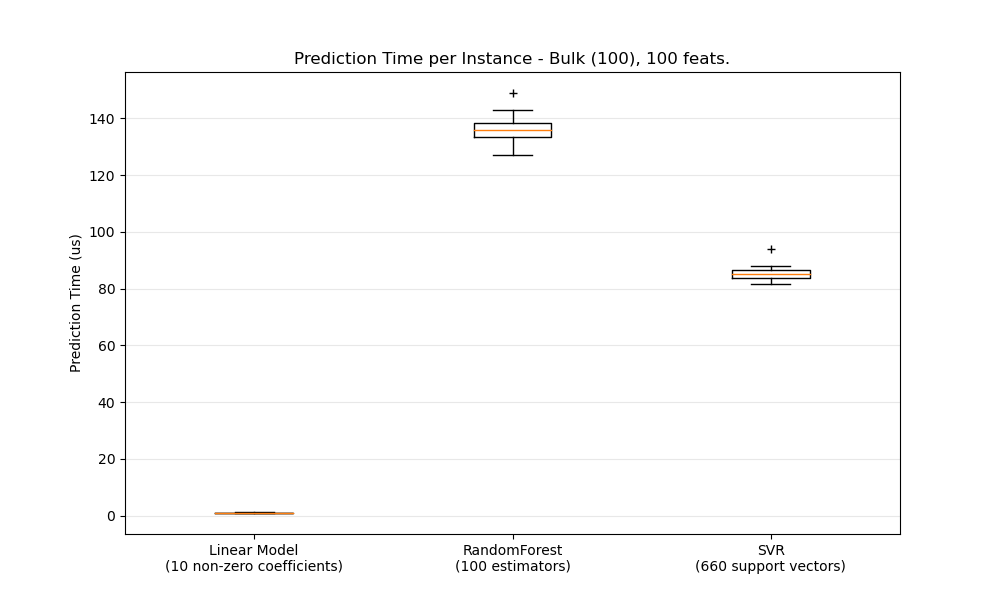 Prediction Time per Instance - Bulk (100), 100 feats.
Prediction Time (us)
140
120
100
80
60
40
20
0
Linear Model
(10 non-zero coefficients)
RandomForest
(100 estimators)
SVR
(660 support vectors)